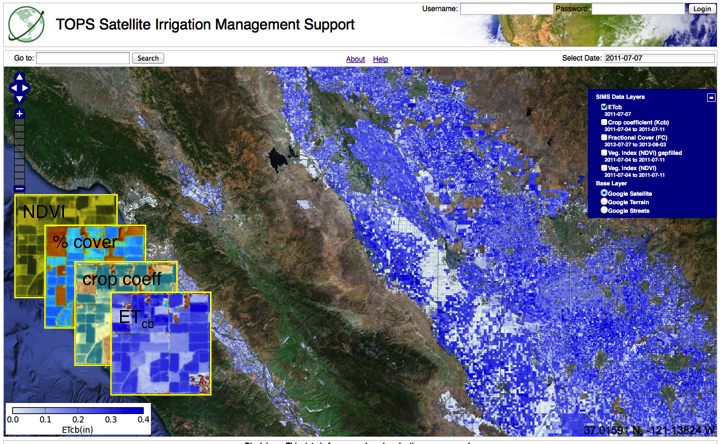 Username:
Password:
Login
TOPS Satellite Irrigation Management Support
Go to:
Search
About Help
Select Date: 2011-07-07
SIMS Data Layers
ETcb
2011-07-07
Crop coefficient (Kcb)
2011-07-04 to 2011-07-11
Fractional Cover (FC)
2012-07-27 to 2012-08-03
Veg. Index (NDVI) gapfilled
2011-07-04 to 2011-07-11
Veg. Index (NDVI)
2011-07-04 to 2011-07-11
Base Layer
Google Satellite
Google Terrain
Google Streets
NDVI
% cover
crop coeff
ETcb
0.0 0.1 0.2 0.3 0.4
ETcb(in)
37.01591 N, -121.13824 W